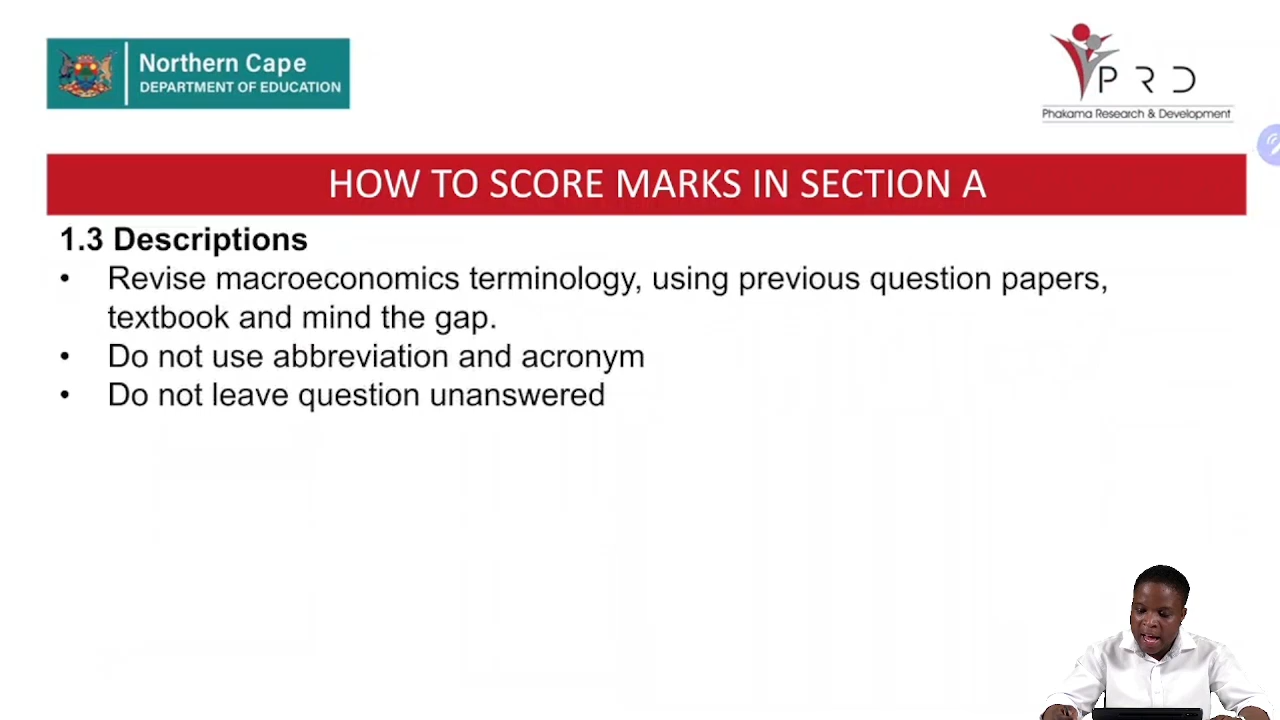 Northern Cape
DEPARTMENT OF EDUCATION
PRD
Phakama Research & Development
HOW TO SCORE MARKS IN SECTION A
1.3 Descriptions
• Revise macroeconomics terminology, using previous question papers,
textbook and mind the gap.
• Do not use abbreviation and acronym
• Do not leave question unanswered